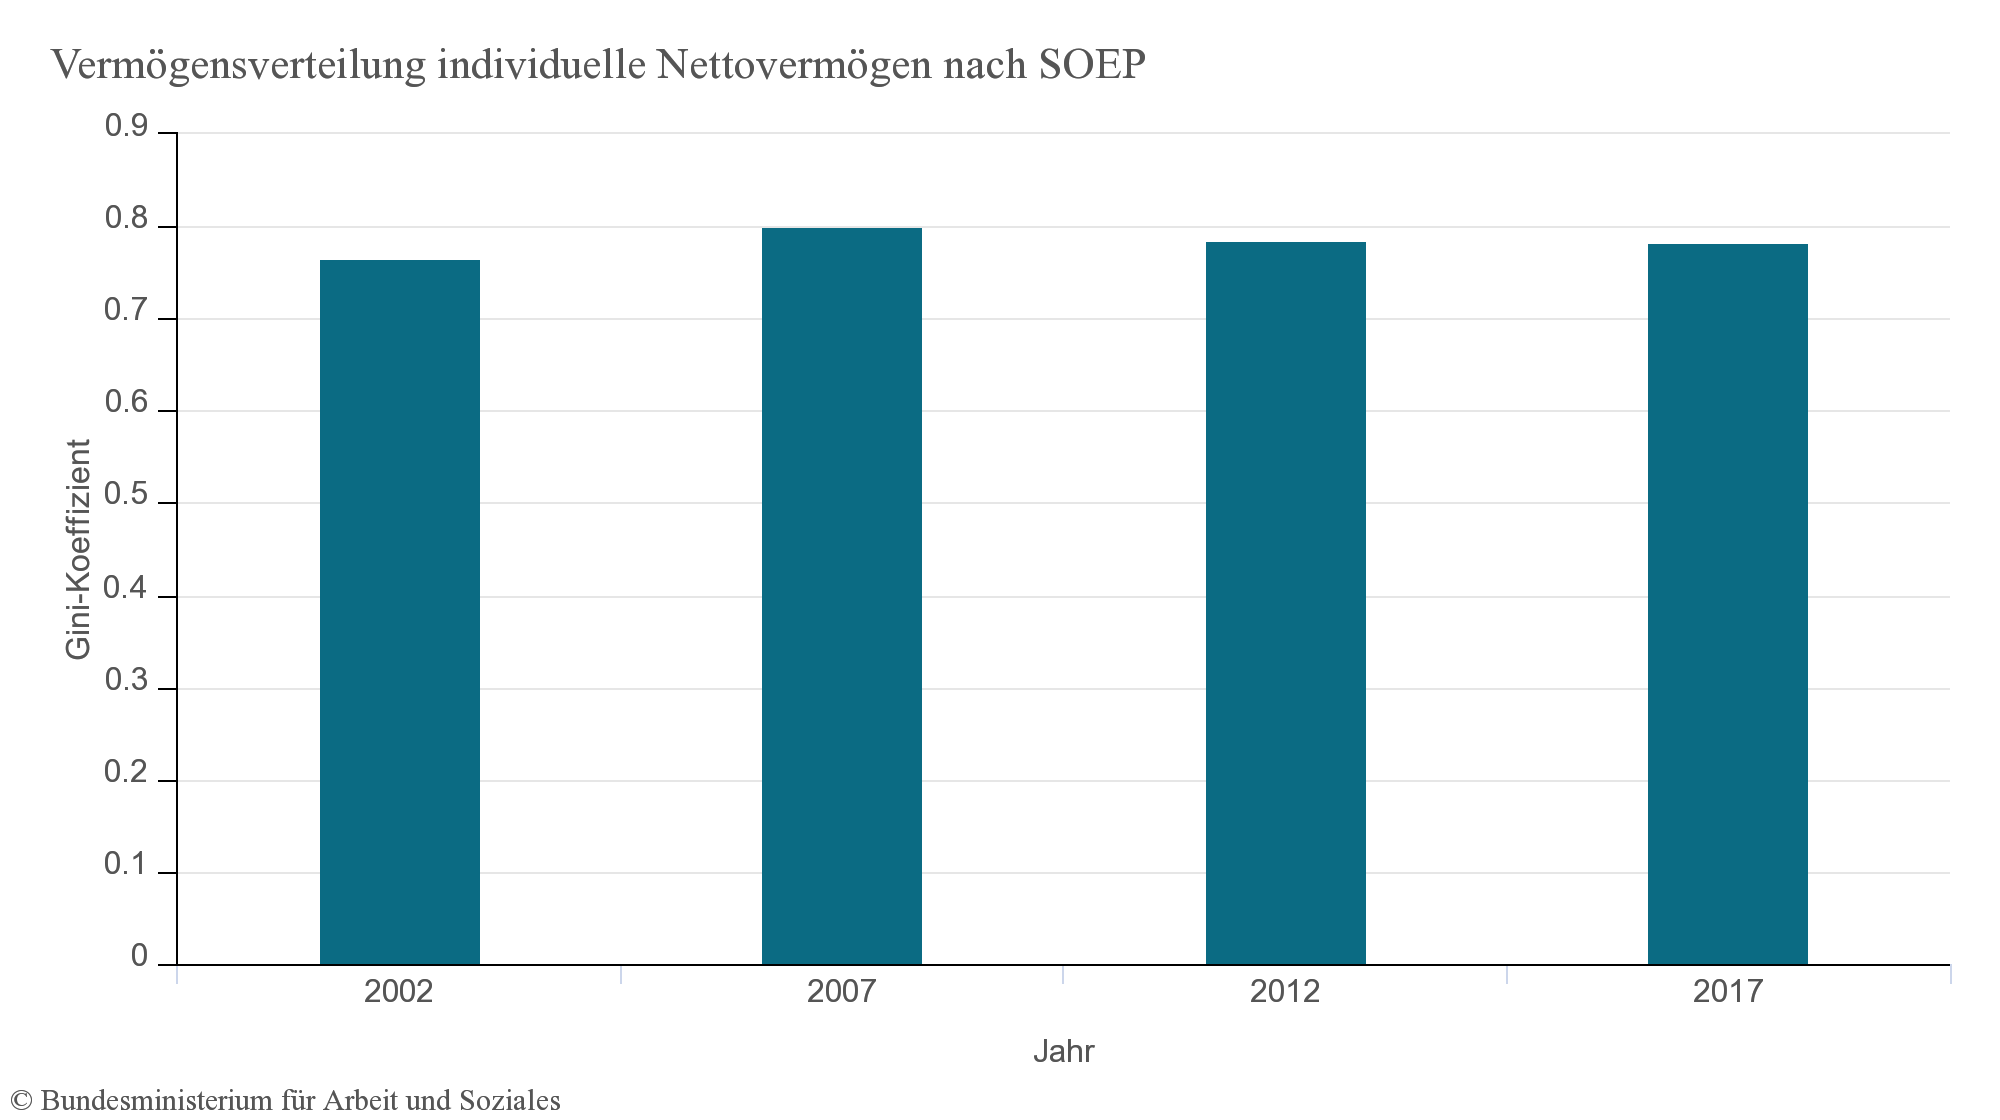 Vermögensverteilung individuelle Nettovermögen nach SOEP
0.9
0.8
0.7
0.6
0.5
0.4
0.3
0.2
0.1
0
Gini-Koeffizient
2002 2007 2012 2017
Jahr
© Bundesministerium für Arbeit und Soziales